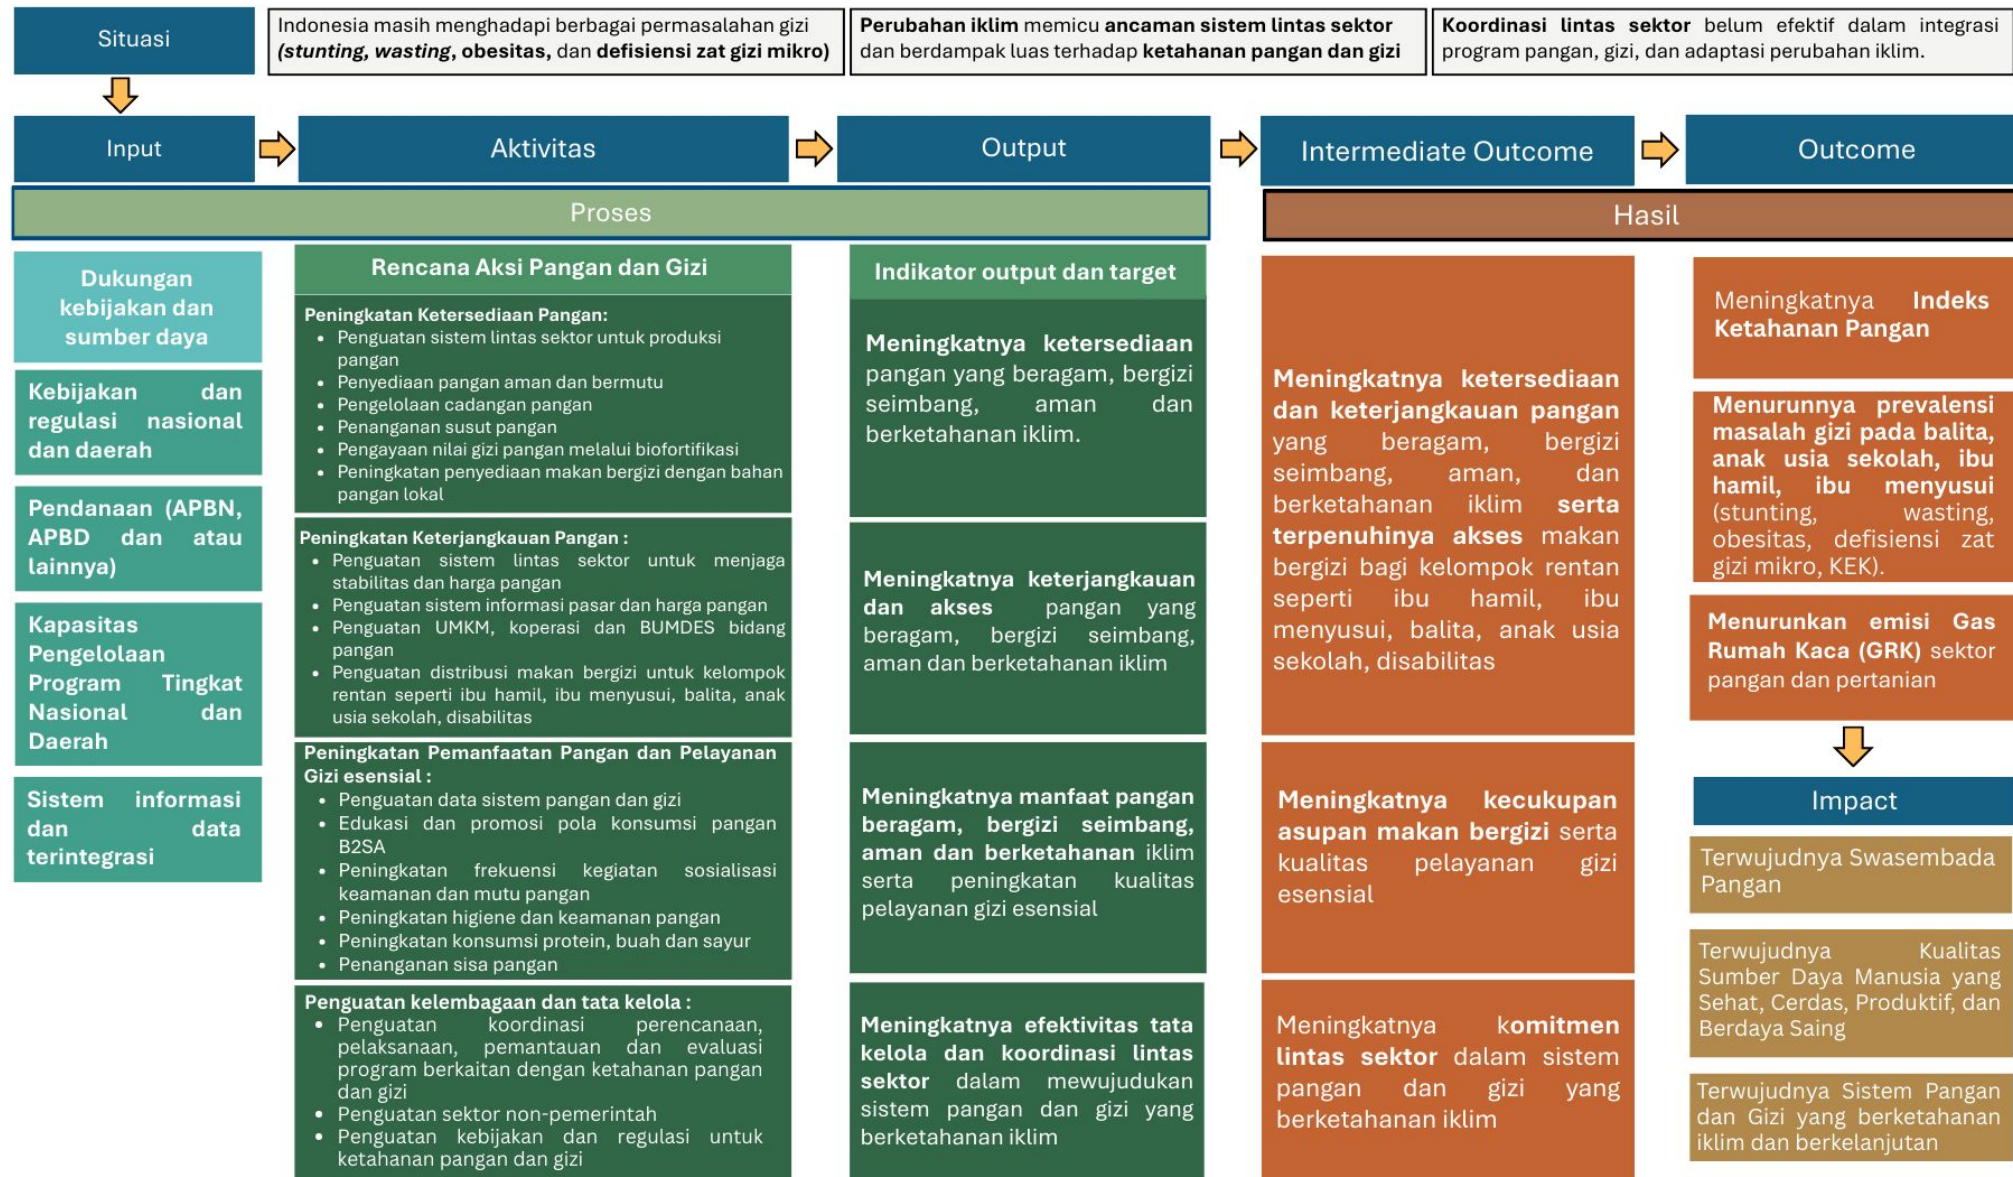 Situasi
Indonesia masih menghadapi berbagai permasalahan gizi
(stunting, wasting, obesitas, dan defisiensi zat gizi mikro)
Perubahan iklim memicu ancaman sistem lintas sektor
dan berdampak luas terhadap ketahanan pangan dan gizi
Koordinasi lintas sektor belum efektif dalam integrasi
program pangan, gizi, dan adaptasi perubahan iklim.
Input
Aktivitas
Output
Intermediate Outcome
Outcome
Proses
Hasil
Dukungan
kebijakan dan
sumber daya
Kebijakan dan
regulasi nasional
dan daerah
Pendanaan (APBN,
APBD dan atau
lainnya)
Kapasitas
Pengelolaan
Program Tingkat
Nasional dan
Daerah
Sistem informasi
dan data
terintegrasi
Rencana Aksi Pangan dan Gizi
Peningkatan Ketersediaan Pangan:
• Penguatan sistem lintas sektor untuk produksi
pangan
• Penyediaan pangan aman dan bermutu
• Pengelolaan cadangan pangan
• Penanganan susut pangan
• Pengayaan nilai gizi pangan melalui biofortifikasi
• Peningkatan penyediaan makan bergizi dengan bahan
pangan lokal
Peningkatan Keterjangkauan Pangan :
• Penguatan sistem lintas sektor untuk menjaga
stabilitas dan harga pangan
• Penguatan sistem informasi pasar dan harga pangan
• Penguatan UMKM, koperasi dan BUMDES bidang
pangan
• Penguatan distribusi makan bergizi untuk kelompok
rentan seperti ibu hamil, ibu menyusui, balita, anak
usia sekolah, disabilitas
Peningkatan Pemanfaatan Pangan dan Pelayanan
Gizi esensial :
• Penguatan data sistem pangan dan gizi
• Edukasi dan promosi pola konsumsi pangan
B2SA
• Peningkatan frekuensi kegiatan sosialisasi
keamanan dan mutu pangan
• Peningkatan higiene dan keamanan pangan
• Peningkatan konsumsi protein, buah dan sayur
• Penanganan sisa pangan
Penguatan kelembagaan dan tata kelola :
• Penguatan koordinasi perencanaan,
pelaksanaan, pemantauan dan evaluasi
program berkaitan dengan ketahanan pangan
dan gizi
• Penguatan sektor non-pemerintah
• Penguatan kebijakan dan regulasi untuk
ketahanan pangan dan gizi
Indikator output dan target
Meningkatnya ketersediaan
pangan yang beragam, bergizi
seimbang, aman dan
berketahanan iklim.
Meningkatnya keterjangkauan
dan akses pangan yang
beragam, bergizi seimbang,
aman dan berketahanan iklim
Meningkatnya manfaat pangan
beragam, bergizi seimbang,
aman dan berketahanan iklim
serta peningkatan kualitas
pelayanan gizi esensial
Meningkatnya efektivitas tata
kelola dan koordinasi lintas
sektor dalam mewujudukan
sistem pangan dan gizi yang
berketahanan iklim
Meningkatnya ketersediaan
dan keterjangkauan pangan
yang beragam, bergizi
seimbang, aman, dan
berketahanan iklim serta
terpenuhinya akses makan
bergizi bagi kelompok rentan
seperti ibu hamil, ibu
menyusui, balita, anak usia
sekolah, disabilitas
Meningkatnya kecukupan
asupan makan bergizi serta
kualitas pelayanan gizi
esensial
Meningkatnya komitmen
lintas sektor dalam sistem
pangan dan gizi yang
berketahanan iklim
Meningkatnya Indeks
Ketahanan Pangan
Menurunnya prevalensi
masalah gizi pada balita,
anak usia sekolah, ibu
hamil, ibu menyusui
(stunting, wasting,
obesitas, defisiensi zat
gizi mikro, KEK).
Menurunkan emisi Gas
Rumah Kaca (GRK) sektor
pangan dan pertanian
Impact
Terwujudnya Swasembada
Pangan
Terwujudnya Kualitas
Sumber Daya Manusia yang
Sehat, Cerdas, Produktif, dan
Berdaya Saing
Terwujudnya Sistem Pangan
dan Gizi yang berketahanan
iklim dan berkelanjutan